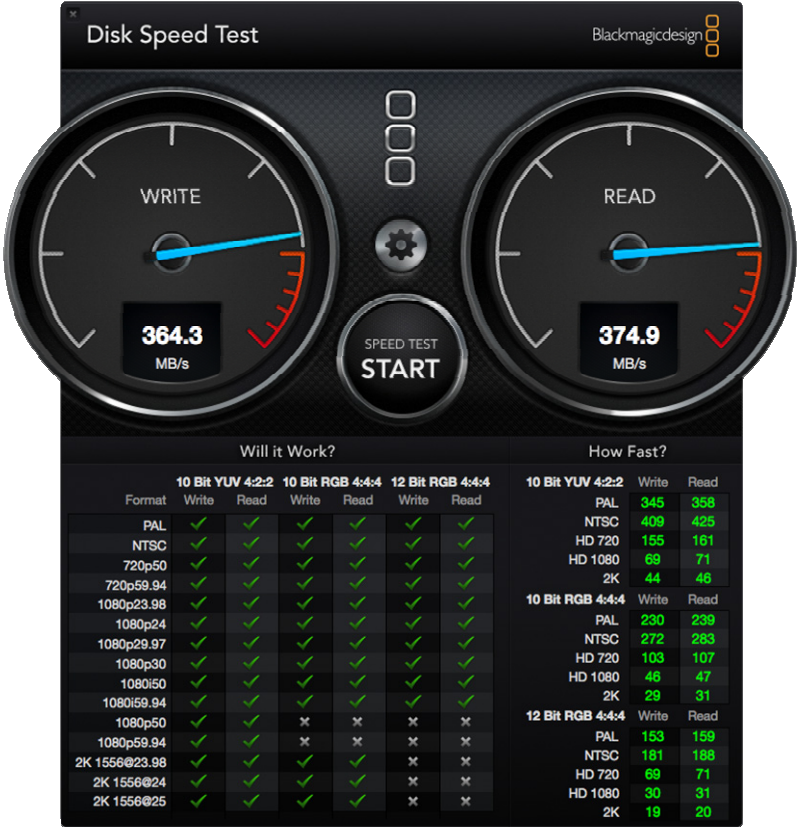 Disk Speed Test
Blackmagicdesign
WRITE
364.3
MB/s
SPEED TEST
START
READ
374.9
MB/s
Will it Work?
10 Bit YUV 4:2:2 10 Bit RGB 4:4:4 12 Bit RGB 4:4:4
Format Write Read Write Read Write Read
PAL
NTSC
720p50
720p59.94
1080p23.98
1080p24
1080p29.97
1080p30
1080i50
1080i59.94
1080p50
1080p59.94
2K 1556@23.98
2K 1556@24
2K 1556@25
How Fast?
10 Bit YUV 4:2:2 Write Read
PAL 345 358
NTSC 409 425
HD 720 155 161
HD 1080 69 71
2K 44 46
10 Bit RGB 4:4:4 Write Read
PAL 230 239
NTSC 272 283
HD 720 103 107
HD 1080 46 47
2K 29 31
12 Bit RGB 4:4:4 Write Read
PAL 153 159
NTSC 181 188
HD 720 69 71
HD 1080 30 31
2K 19 20